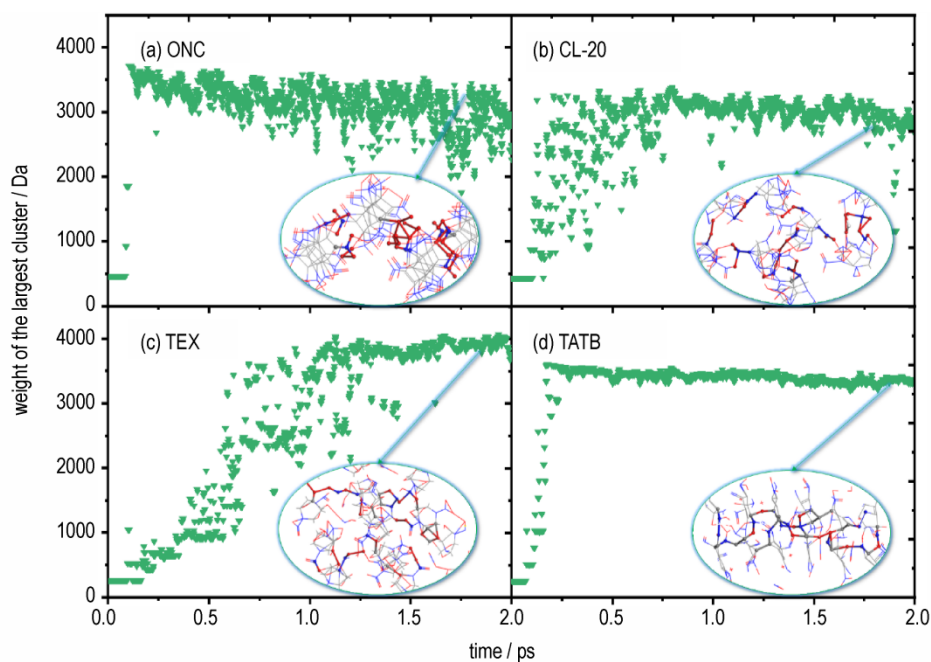 (a) ONC
(b) CL-20
4000
3000
2000
1000
0
weight of the largest cluster / Da
(c) TEX
(d) TATB
4000
3000
2000
1000
0
0.0 0.5 1.0 1.5 2.0 0.5 1.0 1.5 2.0
time / ps